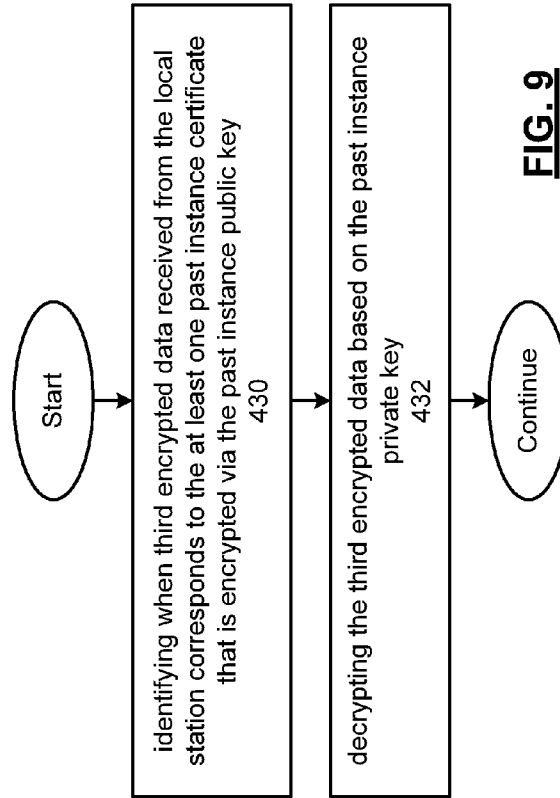 Start
identifying when third encrypted data received from the local
station corresponds to the at least one past instance certificate
that is encrypted via the past instance public key
430
decrypting the third encrypted data based on the past instance
private key
432
Continue
FIG. 9